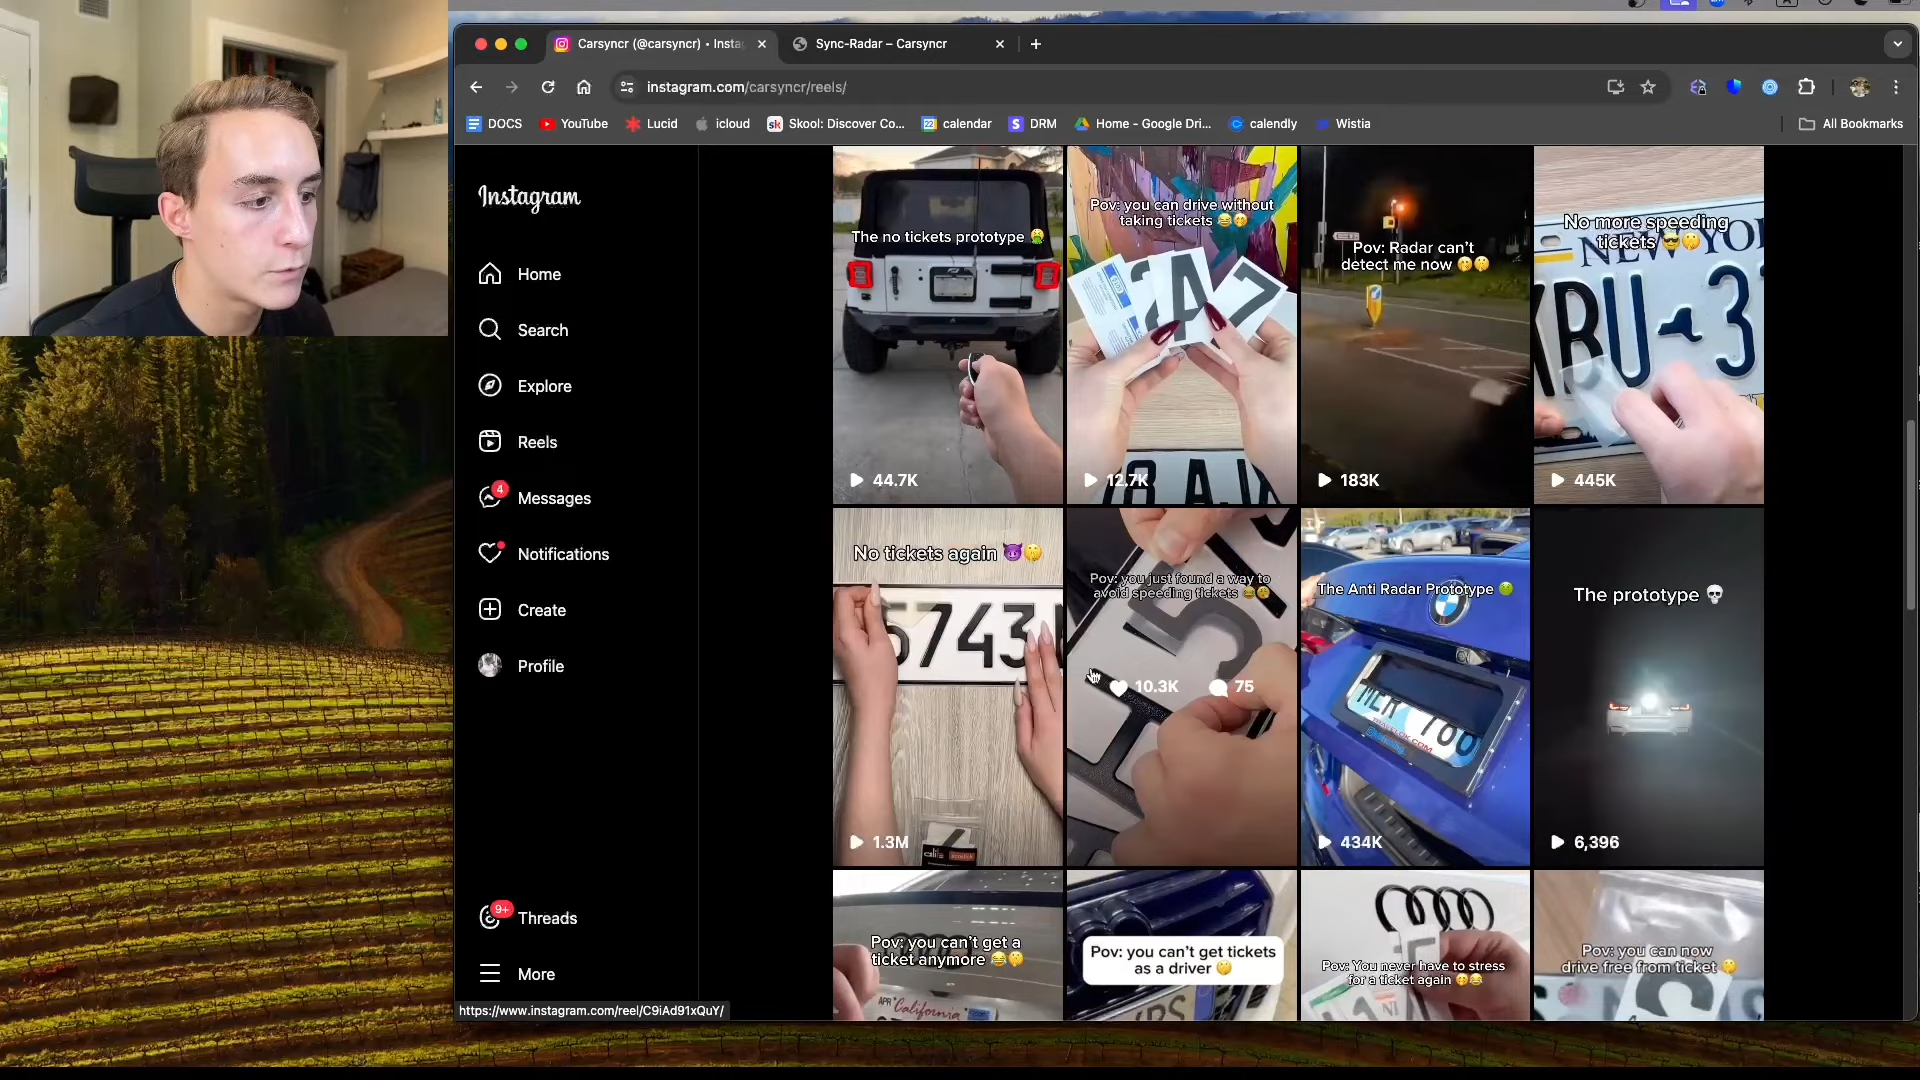 Carsyncr (@carsyncr) • Insta
Sync-Radar – Carsyncr
instagram.com/carsyncr/reels/
DOCS
YouTube
Lucid
icloud
Skool: Discover Co...
calendar
DRM
Home - Google Dri...
calendly
Wistia
All Bookmarks
Instagram
Home
Search
Explore
Reels
4
Messages
Notifications
Create
Profile
9+
Threads
More
https://www.instagram.com/reel/C9iAd91xQuY/
The no tickets prototype 🤮
44.7K
Pov: you can drive without
taking tickets 😂🤭
12.7K
Pov: Radar can't
detect me now 🤭🤫
183K
No more speeding
tickets 😎🤫
NEW YO
445K
No tickets again 😈🤫
5743
1.3M
Pov: you just found a way to
avoid speeding tickets
10.3K
75
The Anti Radar Prototype 🤢
434K
The prototype 💀
6,396
Pov: you can't get a
ticket anymore 😂🤫
California
Pov: you can't get tickets
as a driver 🤫
Pov: You never have to stress
for a ticket again 🤭😂
Pov: you can now
drive free from ticket 🤫